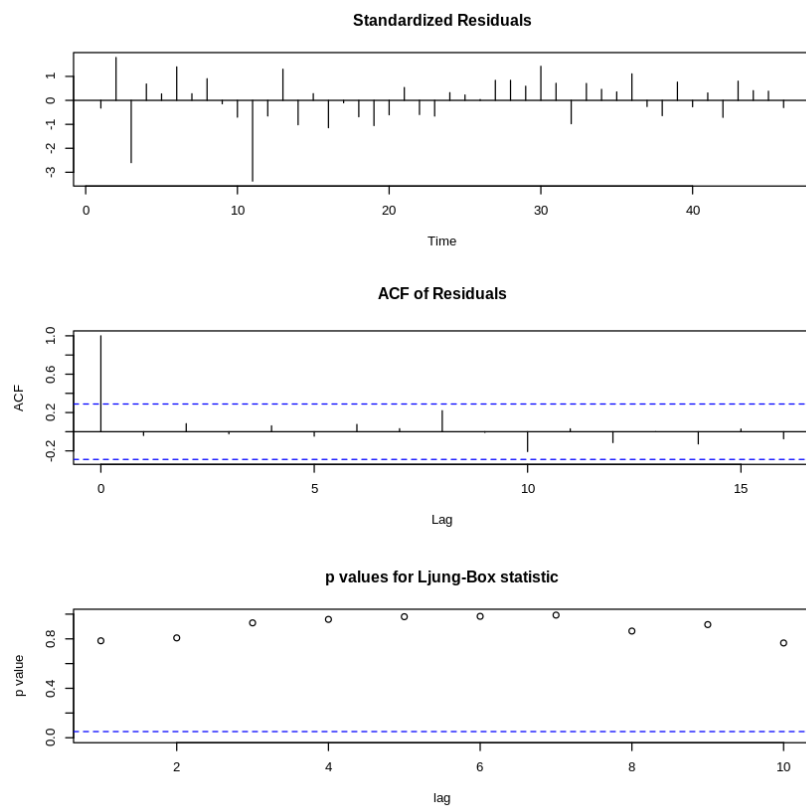 Standardized Residuals
1
0
-1
-2
-3
0 10 20 30 40
Time
ACF of Residuals
ACF
1.0
0.6
0.2
-0.2
0 5 10 15
Lag
p values for Ljung-Box statistic
p value
0.8
0.4
0.0
2 4 6 8 10
lag